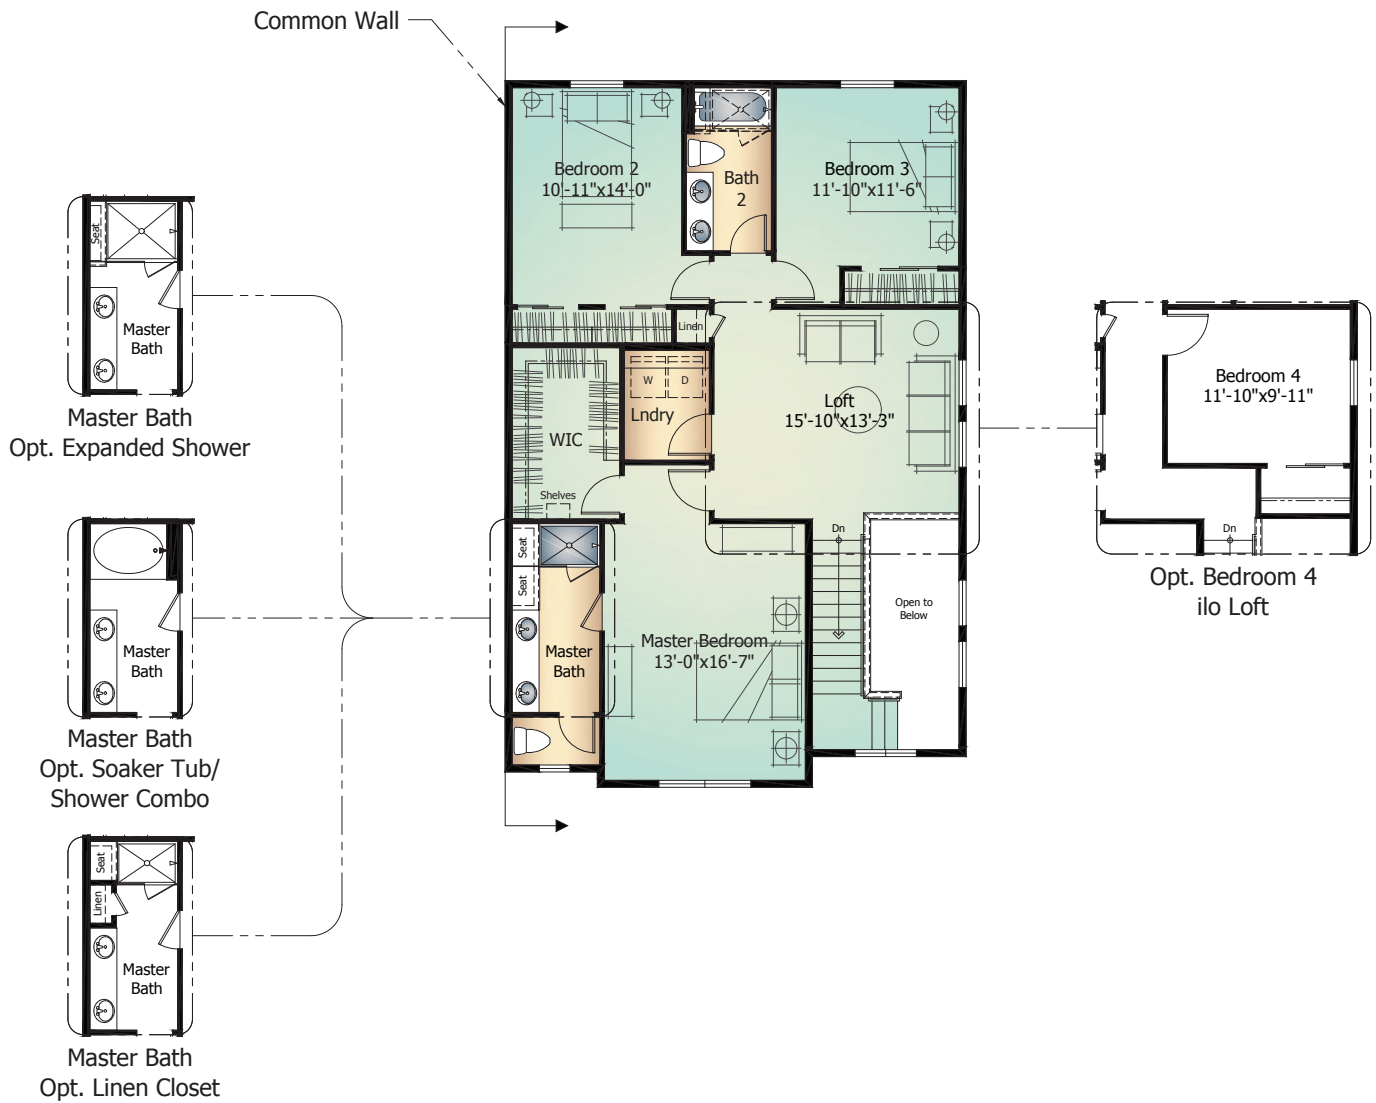 Common Wall
Bedroom 2
10'-11"x14'-0"
Bath
2
Bedroom 3
11'-10"x11'-6"
Linen
W
D
Lndry
WIC
Shelves
Loft
15'-10"x13'-3"
Seat
Seat
Master
Bath
Master Bedroom
13'-0"x16'-7"
Dn
Open to
Below
Seat
Master
Bath
Master Bath
Opt. Expanded Shower
Master
Bath
Master Bath
Opt. Soaker Tub/
Shower Combo
Seat
Linen
Master
Bath
Master Bath
Opt. Linen Closet
Bedroom 4
11'-10"x9'-11"
Dn
Opt. Bedroom 4
ilo Loft